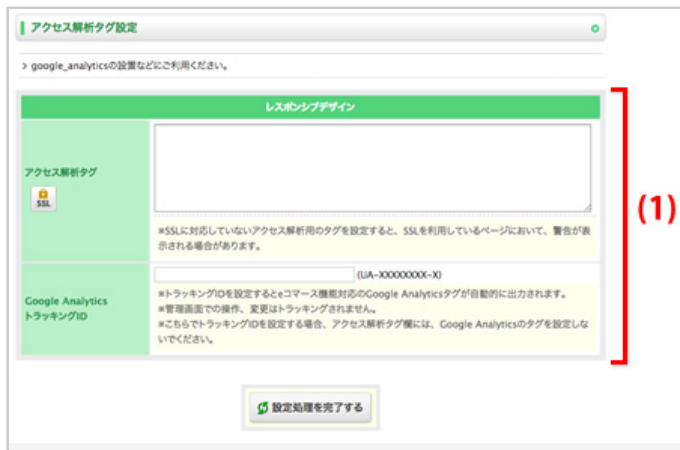 アクセス解析タグ設定
> google_analyticsの設置などにご利用ください。
レスポンシブデザイン
アクセス解析タグ
SSL
※SSLに対応していないアクセス解析用のタグを設定すると、SSLを利用しているページにおいて、警告が表
示される場合があります。
(1)
Google Analytics
トラッキングID
(UA-XXXXXXXX-X)
※トラッキングIDを設定するとeコマース機能対応のGoogle Analyticsタグが自動的に出力されます。
※管理画面での操作、変更はトラッキングされません。
※こちらでトラッキングIDを設定する場合、アクセス解析タグ欄には、Google Analyticsのタグを設定しな
いでください。
設定処理を完了する